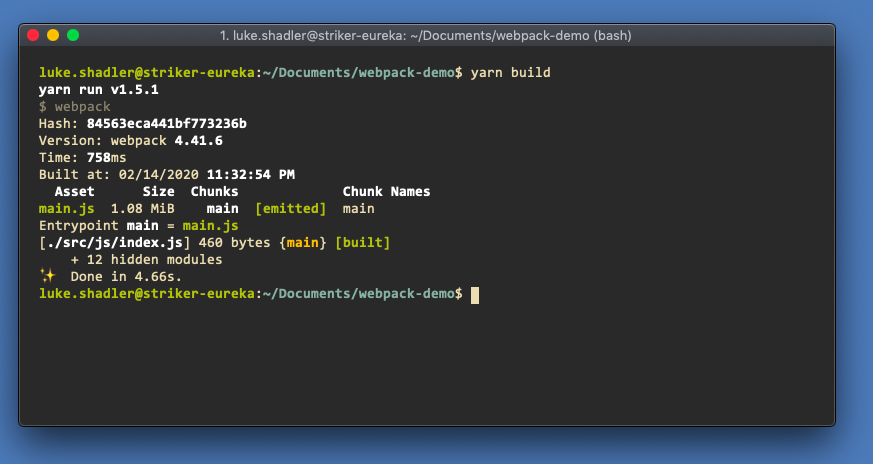 1. luke.shadler@striker-eureka: ~/Documents/webpack-demo (bash)
luke.shadler@striker-eureka:~/Documents/webpack-demo$ yarn build
yarn run v1.5.1
$ webpack
Hash: 84563eca441bf773236b
Version: webpack 4.41.6
Time: 758ms
Built at: 02/14/2020 11:32:54 PM
  Asset      Size  Chunks             Chunk Names
main.js  1.08 MiB    main  [emitted]  main
Entrypoint main = main.js
[./src/js/index.js] 460 bytes {main} [built]
    + 12 hidden modules
✨  Done in 4.66s.
luke.shadler@striker-eureka:~/Documents/webpack-demo$